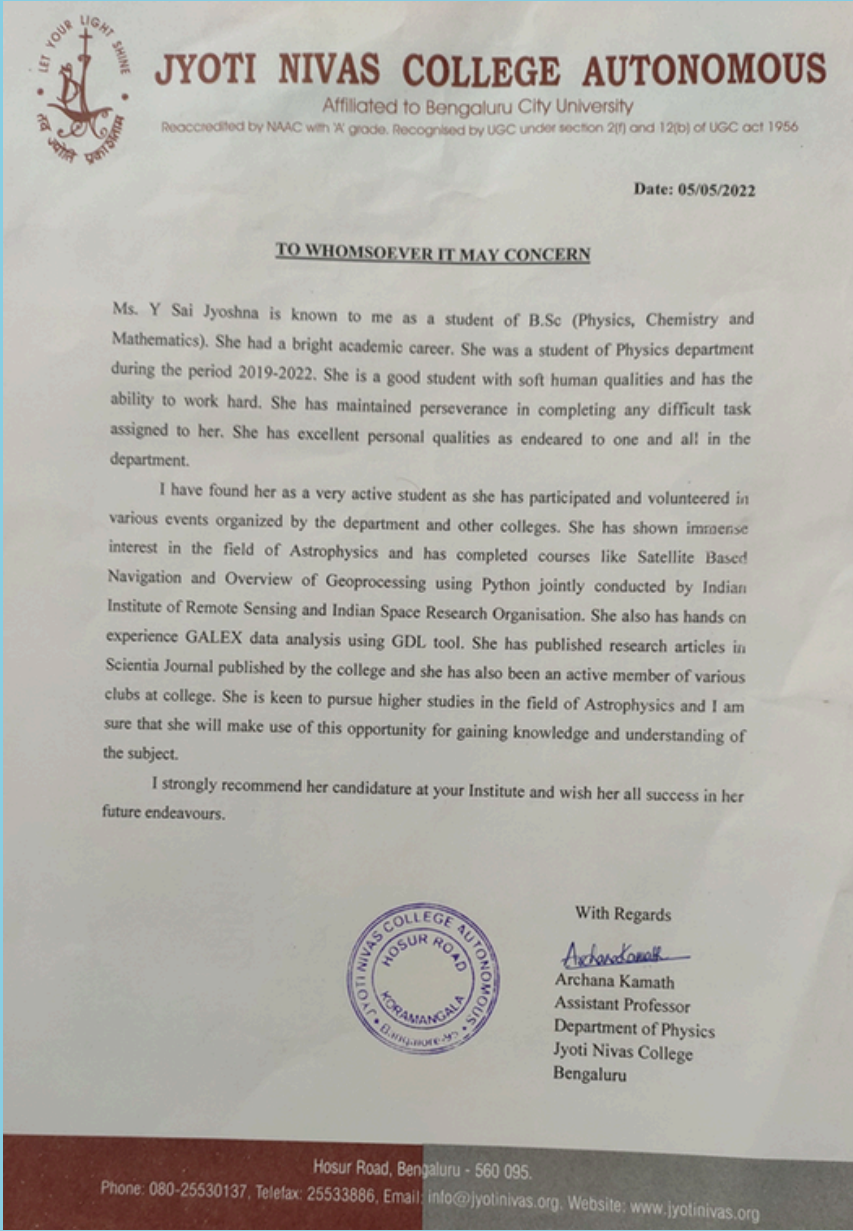 LET YOUR LIGHT SHINE
तव ज्योति प्रकाशताम
JYOTI NIVAS COLLEGE AUTONOMOUS
Affiliated to Bengaluru City University
Reaccredited by NAAC with 'A' grade. Recognised by UGC under section 2(f) and 12(b) of UGC act 1956
Date: 05/05/2022
TO WHOMSOEVER IT MAY CONCERN
Ms. Y Sai Jyoshna is known to me as a student of B.Sc (Physics, Chemistry and
Mathematics). She had a bright academic career. She was a student of Physics department
during the period 2019-2022. She is a good student with soft human qualities and has the
ability to work hard. She has maintained perseverance in completing any difficult task
assigned to her. She has excellent personal qualities as endeared to one and all in the
department.
I have found her as a very active student as she has participated and volunteered in
various events organized by the department and other colleges. She has shown immense
interest in the field of Astrophysics and has completed courses like Satellite Based
Navigation and Overview of Geoprocessing using Python jointly conducted by Indian
Institute of Remote Sensing and Indian Space Research Organisation. She also has hands on
experience GALEX data analysis using GDL tool. She has published research articles in
Scientia Journal published by the college and she has also been an active member of various
clubs at college. She is keen to pursue higher studies in the field of Astrophysics and I am
sure that she will make use of this opportunity for gaining knowledge and understanding of
the subject.
I strongly recommend her candidature at your Institute and wish her all success in her
future endeavours.
With Regards
ArchanaKamath
Archana Kamath
Assistant Professor
Department of Physics
Jyoti Nivas College
Bengaluru
JYOTI NIVAS COLLEGE AUTONOMOUS
HOSUR ROAD
KORAMANGALA
Bangalore-95
Hosur Road, Bengaluru - 560 095.
Phone: 080-25530137, Telefax: 25533886, Email: info@jyotinivas.org, Website: www.jyotinivas.org